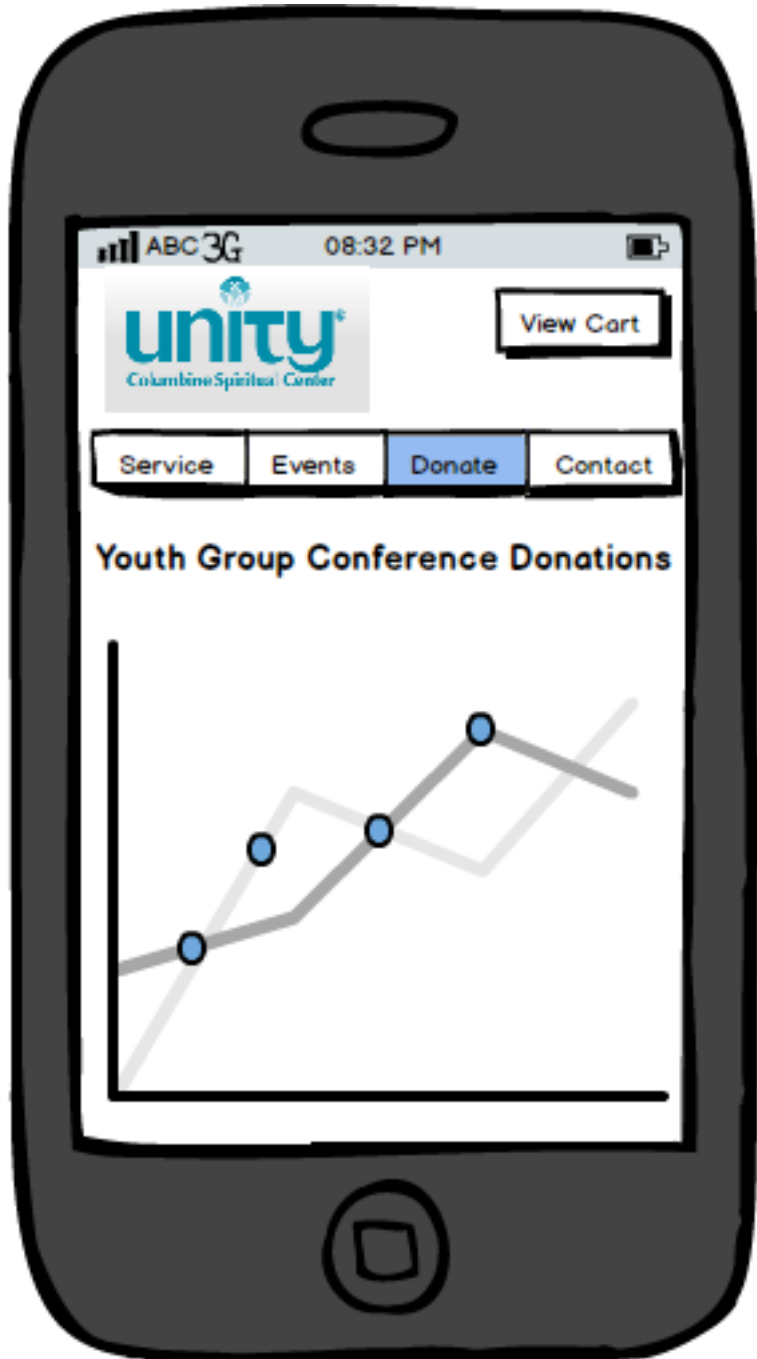 ABC 3G 08:32 PM
unity®
Columbine Spiritual Center
View Cart
Service Events Donate Contact
Youth Group Conference Donations